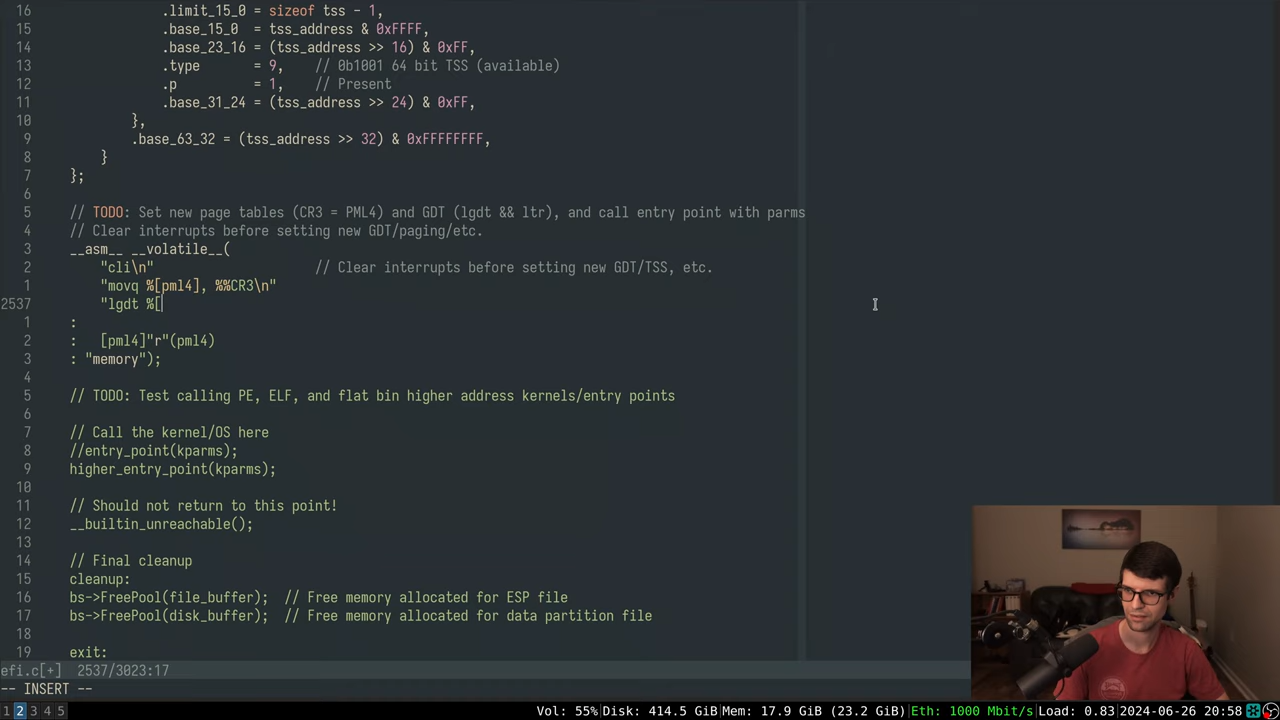 16 .limit_15_0 = sizeof tss - 1,
15 .base_15_0 = tss_address & 0xFFFF,
14 .base_23_16 = (tss_address >> 16) & 0xFF,
13 .type = 9, // 0b1001 64 bit TSS (available)
12 .p = 1, // Present
11 .base_31_24 = (tss_address >> 24) & 0xFF,
10 },
9 .base_63_32 = (tss_address >> 32) & 0xFFFFFFFF,
8 }
7 };
6
5 // TODO: Set new page tables (CR3 = PML4) and GDT (lgdt && ltr), and call entry point with parms
4 // Clear interrupts before setting new GDT/paging/etc.
3 __asm__ __volatile__(
2 "cli\n" // Clear interrupts before setting new GDT/TSS, etc.
1 "movq %[pml4], %%CR3\n"
2537 "lgdt %[
1 :
2 : [pml4]"r"(pml4)
3 : "memory");
4
5 // TODO: Test calling PE, ELF, and flat bin higher address kernels/entry points
6
7 // Call the kernel/OS here
8 //entry_point(kparms);
9 higher_entry_point(kparms);
10
11 // Should not return to this point!
12 __builtin_unreachable();
13
14 // Final cleanup
15 cleanup:
16 bs->FreePool(file_buffer); // Free memory allocated for ESP file
17 bs->FreePool(disk_buffer); // Free memory allocated for data partition file
18
19 exit:
efi.c[+] 2537/3023:17
-- INSERT --
1 2 3 4 5 Vol: 55% Disk: 414.5 GiB Mem: 17.9 GiB (23.2 GiB) Eth: 1000 Mbit/s Load: 0.83 2024-06-26 20:58